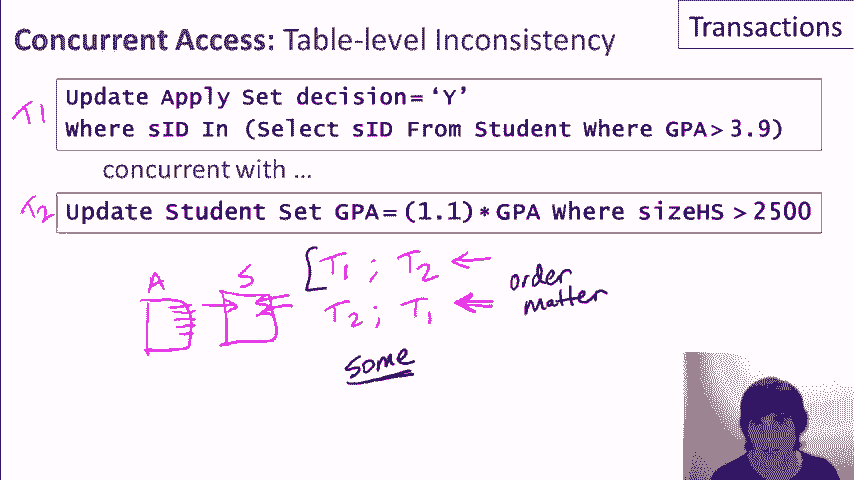 Transactions
Concurrent Access: Table-level Inconsistency
T1
Update Apply Set decision= ‘Y’
Where sID In (Select sID From Student Where GPA> 3.9)
concurrent with …
T2
Update Student Set GPA= (1.1)*GPA Where sizeHS >2500
A S
T1 ; T2
T2 ; T1
order
matter
some